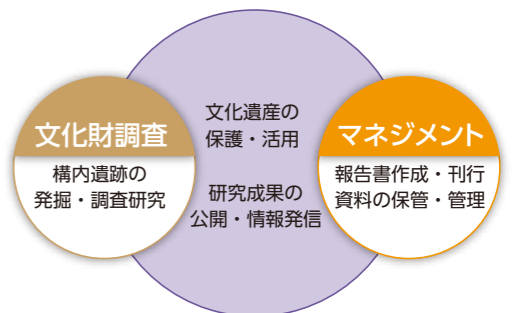 文化財調査
構内遺跡の
発掘・調査研究
文化遺産の
保護・活用
研究成果の
公開・情報発信
マネジメント
報告書作成・刊行
資料の保管・管理